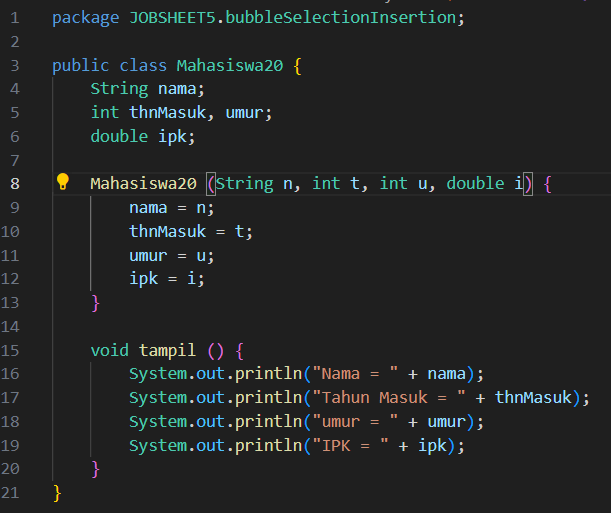 1 package JOBSHEET5.bubbleSelectionInsertion;
2
3 public class Mahasiswa20 {
4     String nama;
5     int thnMasuk, umur;
6     double ipk;
7
8     Mahasiswa20 (String n, int t, int u, double i) {
9         nama = n;
10         thnMasuk = t;
11         umur = u;
12         ipk = i;
13     }
14
15     void tampil () {
16         System.out.println("Nama = " + nama);
17         System.out.println("Tahun Masuk = " + thnMasuk);
18         System.out.println("umur = " + umur);
19         System.out.println("IPK = " + ipk);
20     }
21 }